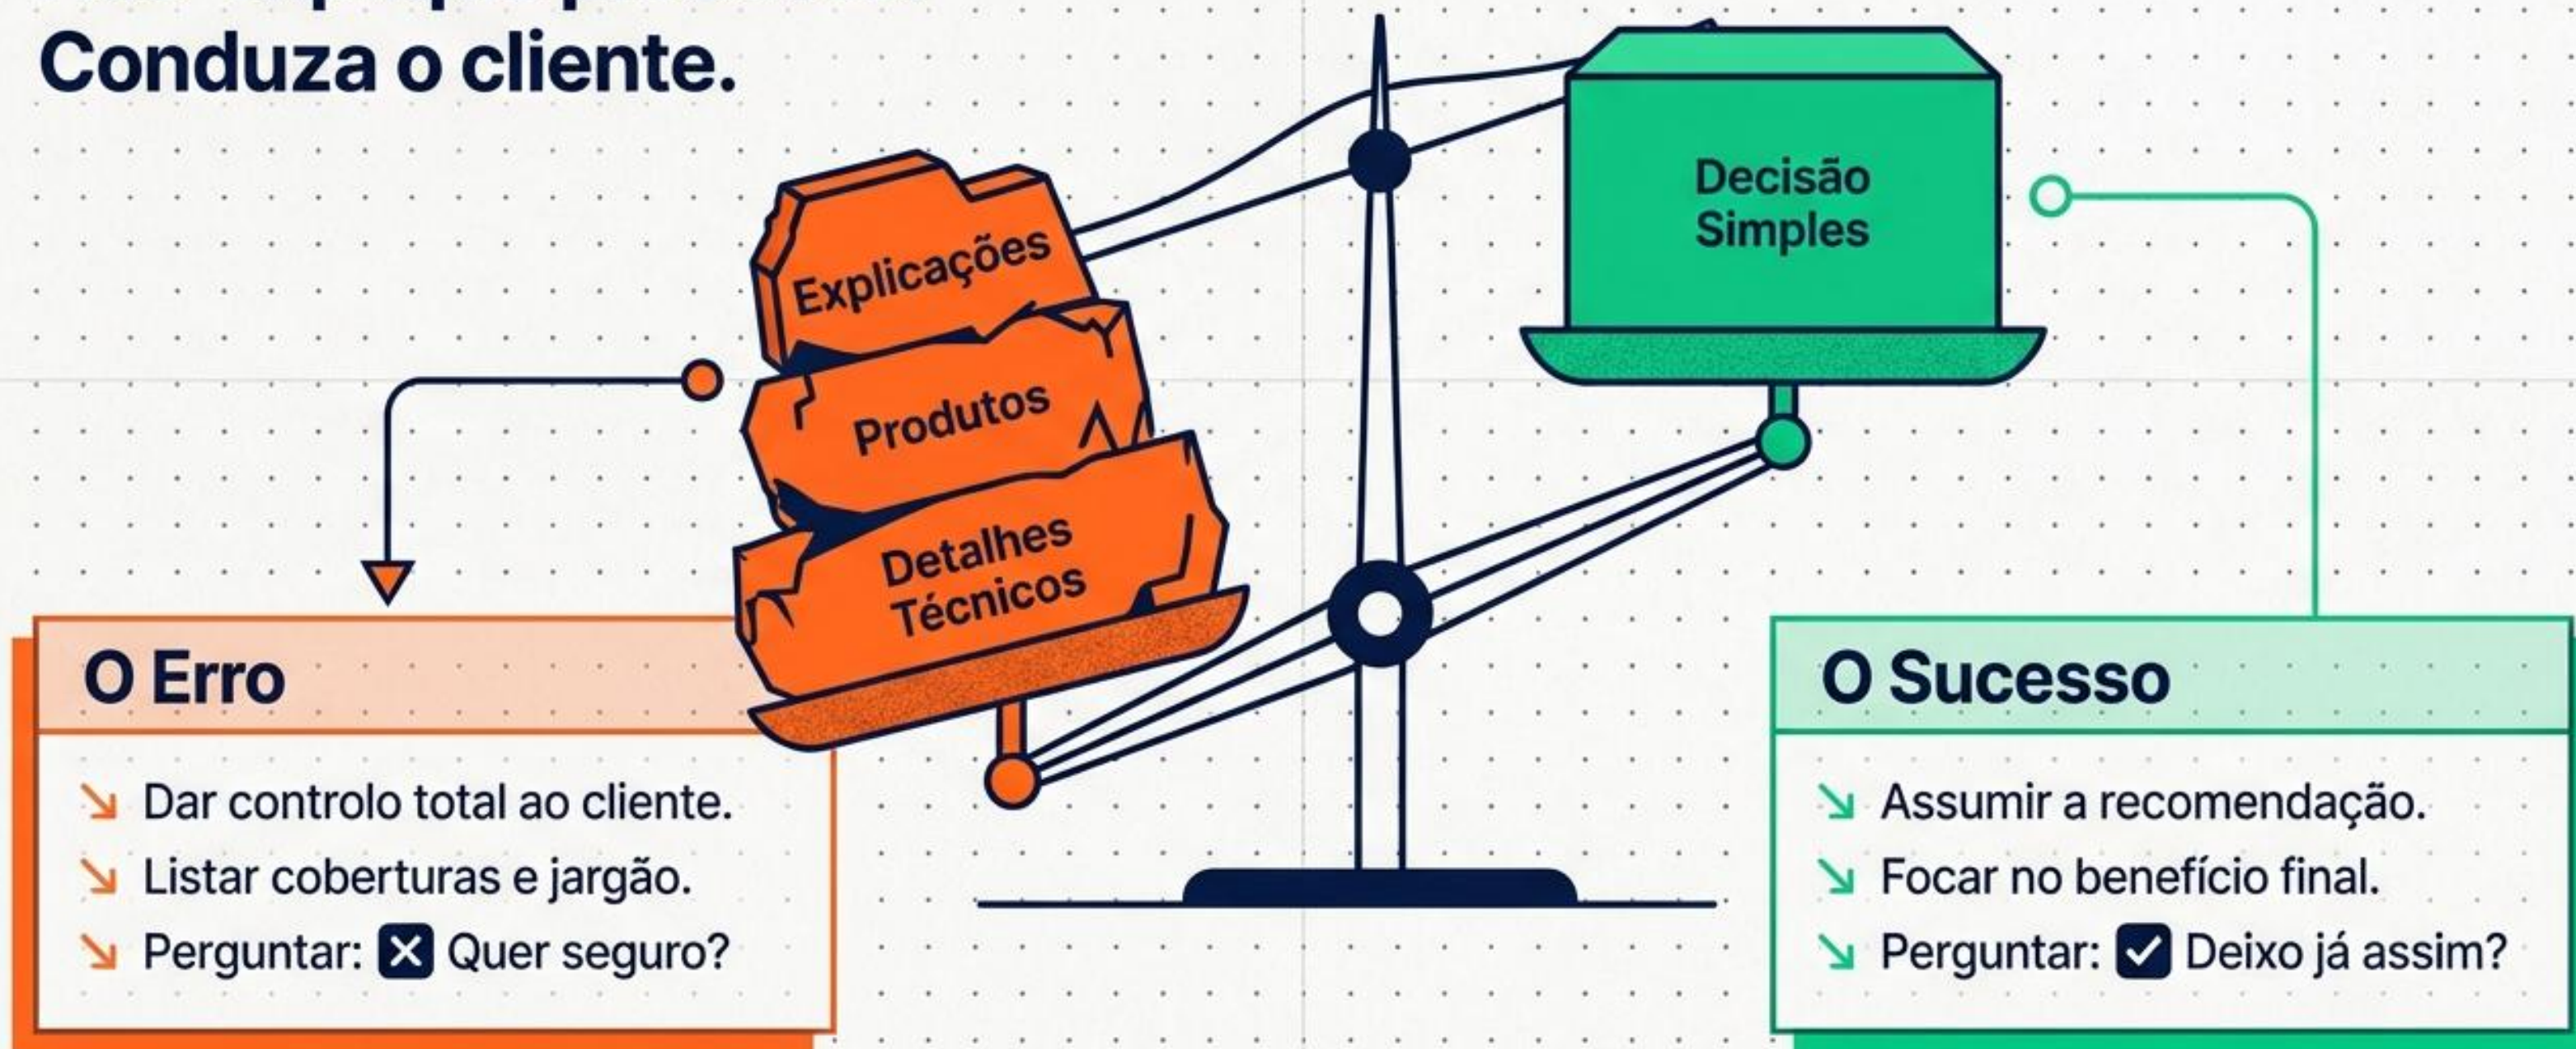 Conduza o cliente.
Explicações
Produtos
Detalhes
Técnicos
Decisão
Simples
O Erro
Dar controlo total ao cliente.
Listar coberturas e jargão.
Perguntar: ❎ Quer seguro?
O Sucesso
Assumir a recomendação.
Focar no benefício final.
Perguntar: ✅ Deixo já assim?